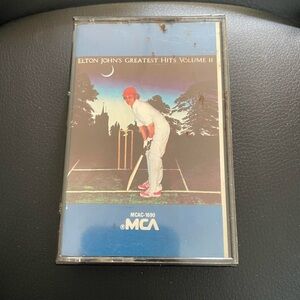 ELTON JOHN'S GREATEST HITS VOLUME II
MCAC-1690
®MCA